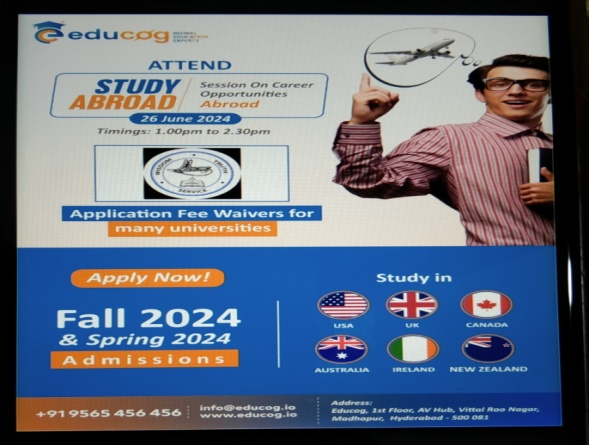 educog GLOBAL EDUCATION EXPERTS
ATTEND
STUDY ABROAD
Session On Career Opportunities Abroad
26 June 2024
Timings: 1.00pm to 2.30pm
WISDOM TRUTH
SERVICE
Application Fee Waivers for
many universities
Apply Now!
Fall 2024
& Spring 2024
Admissions
Study in
USA UK CANADA
AUSTRALIA IRELAND NEW ZEALAND
+91 9565 456 456
info@educog.io
www.educog.io
Address:
Educog, 1st Floor, AV Hub, Vittal Rao Nagar,
Madhapur, Hyderabad - 500 081